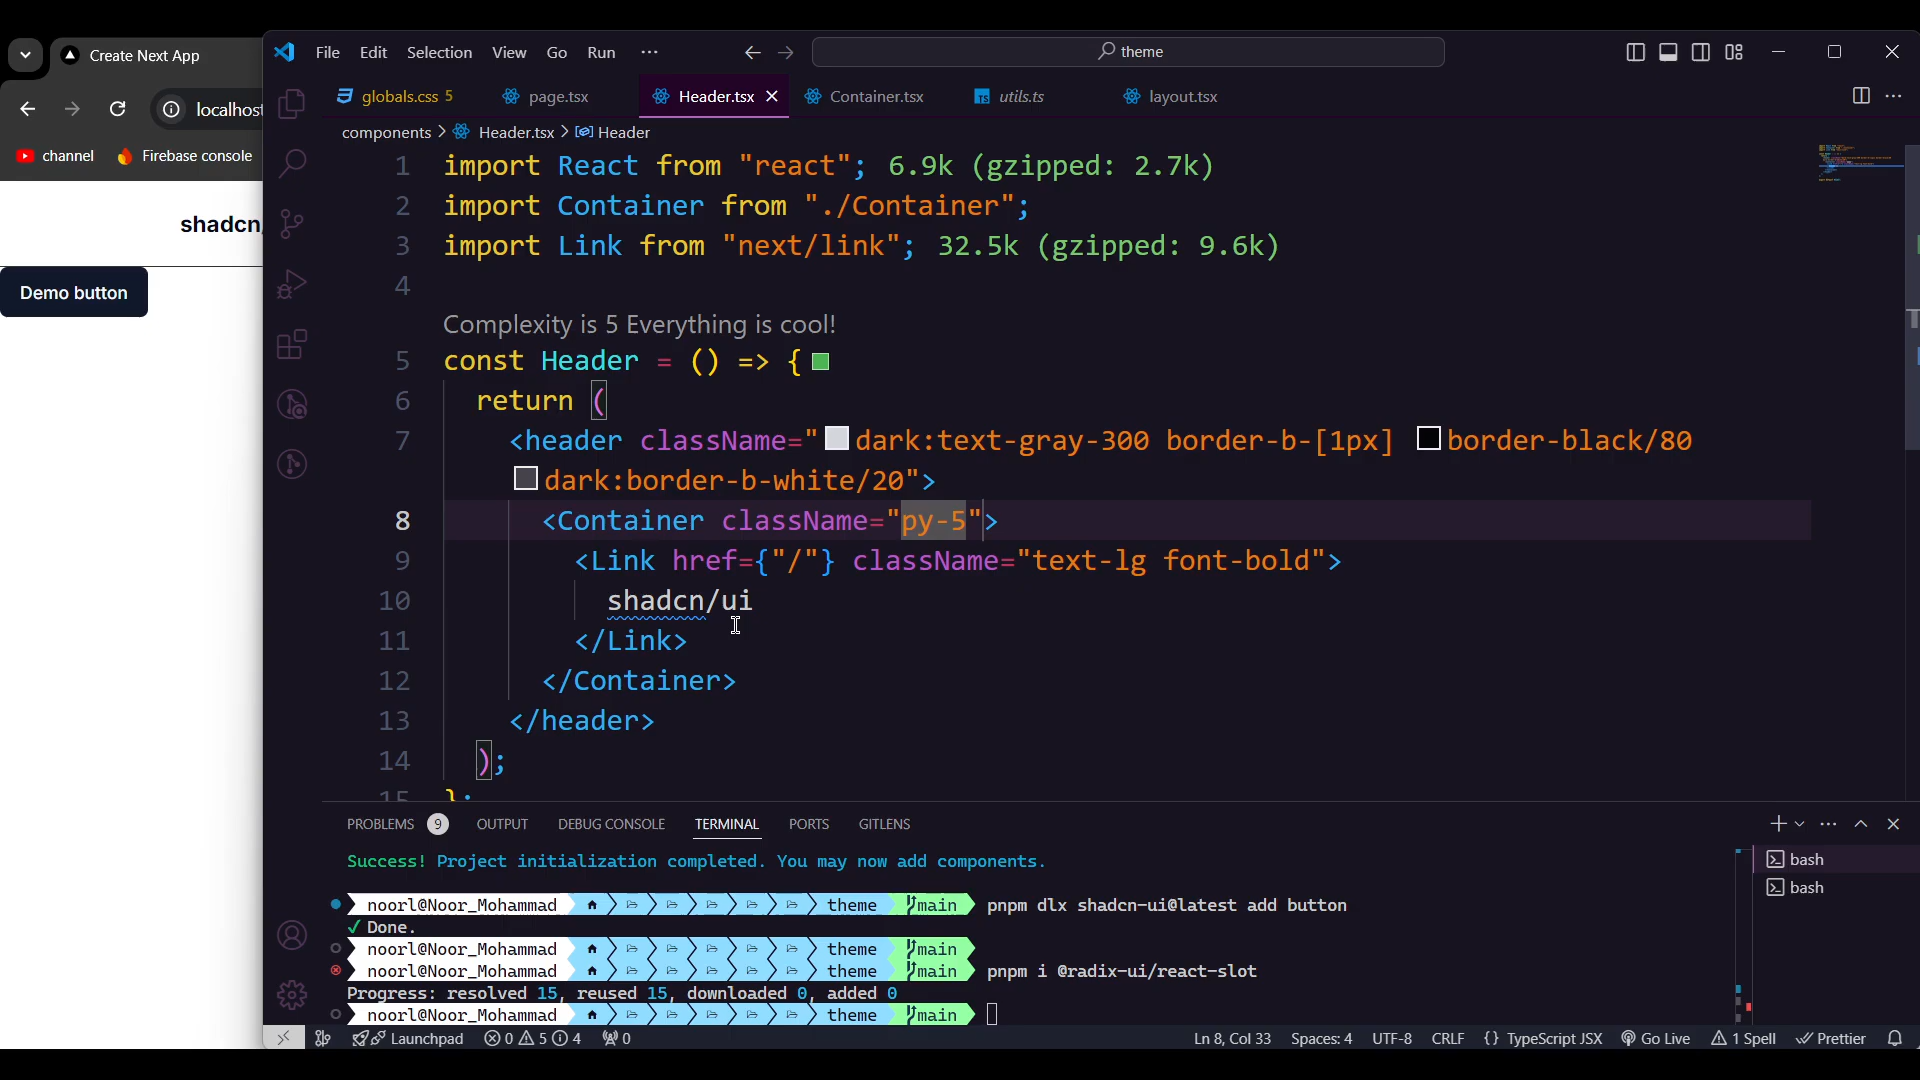 Create Next App
File Edit Selection View Go Run ···
theme
localhost
channel Firebase console
globals.css 5 page.tsx Header.tsx Container.tsx utils.ts layout.tsx
components > Header.tsx > Header
shadcn/
Demo button
1 import React from "react"; 6.9k (gzipped: 2.7k)
2 import Container from "./Container";
3 import Link from "next/link"; 32.5k (gzipped: 9.6k)
4
Complexity is 5 Everything is cool!
5 const Header = () => {
6 return (
7 <header className="dark:text-gray-300 border-b-[1px] border-black/80
dark:border-b-white/20">
8 <Container className="py-5">
9 <Link href={"/"} className="text-lg font-bold">
10 shadcn/ui
11 </Link>
12 </Container>
13 </header>
14 );
15 };
PROBLEMS 9 OUTPUT DEBUG CONSOLE TERMINAL PORTS GITLENS
Success! Project initialization completed. You may now add components.
noorl@Noor_Mohammad theme main pnpm dlx shadcn-ui@latest add button
✓ Done.
noorl@Noor_Mohammad theme main
noorl@Noor_Mohammad theme main pnpm i @radix-ui/react-slot
Progress: resolved 15, reused 15, downloaded 0, added 0
noorl@Noor_Mohammad theme main
bash
bash
Launchpad 0 5 4 0 Ln 8, Col 33 Spaces: 4 UTF-8 CRLF {} TypeScript JSX Go Live 1 Spell Prettier